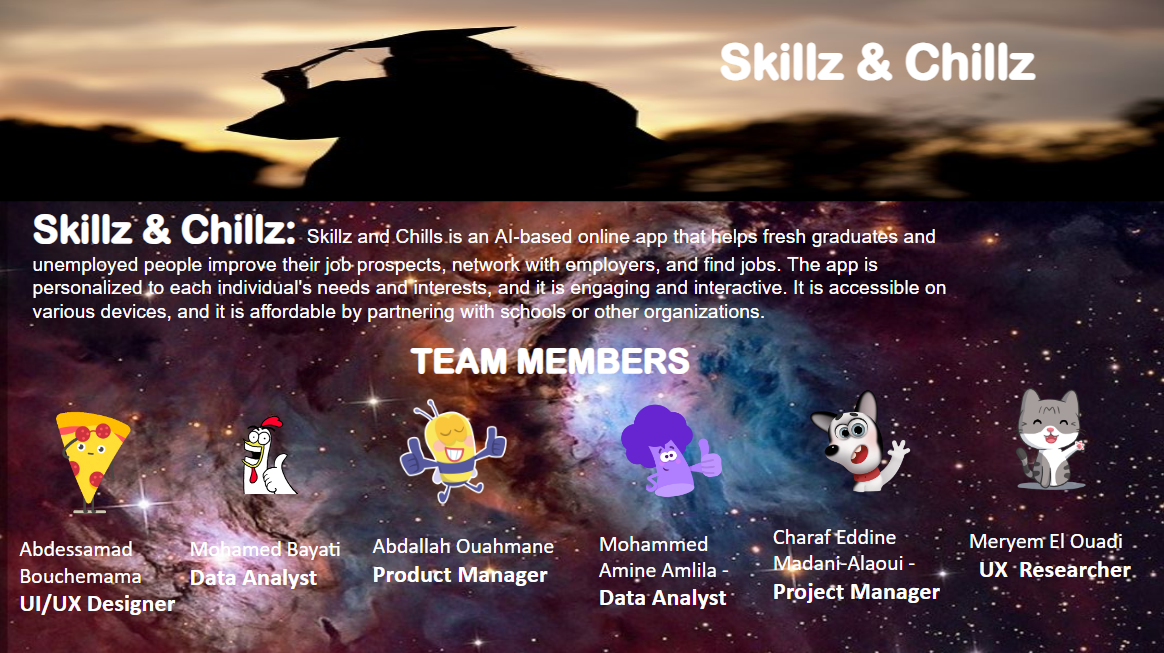 Skillz & Chillz
Skillz & Chillz: Skillz and Chills is an AI-based online app that helps fresh graduates and
unemployed people improve their job prospects, network with employers, and find jobs. The app is
personalized to each individual's needs and interests, and it is engaging and interactive. It is accessible on
various devices, and it is affordable by partnering with schools or other organizations.
TEAM MEMBERS
Abdessamad
Bouchemama
UI/UX Designer
Mohamed Bayati
Data Analyst
Abdallah Ouahmane
Product Manager
Mohammed
Amine Amlila -
Data Analyst
Charaf Eddine
Madani-Alaoui -
Project Manager
Meryem El Ouadi
UX Researcher